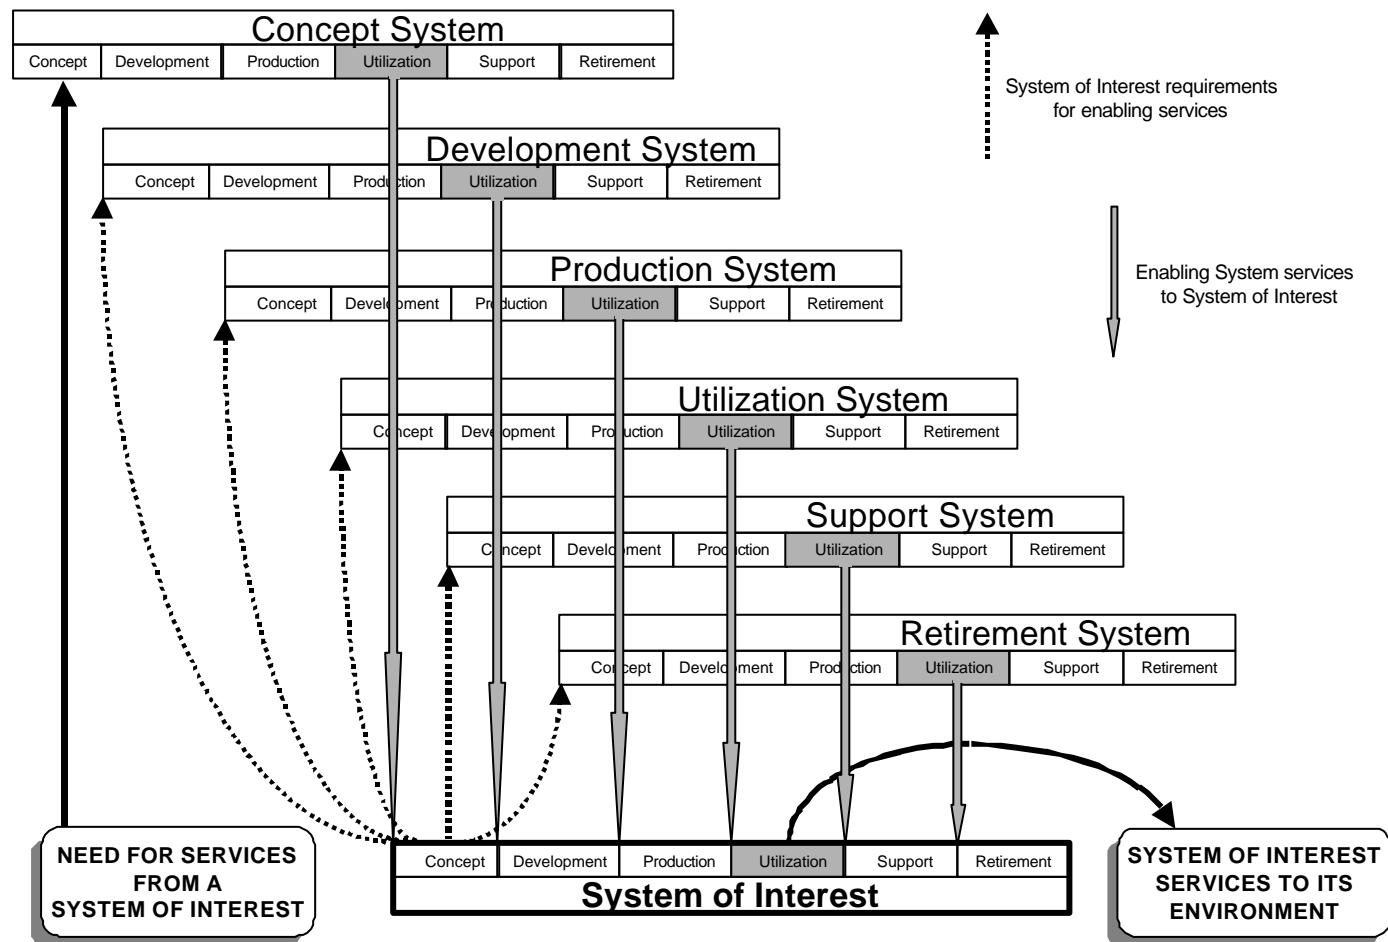 Concept System
Concept Development Production Utilization Support Retirement
System of Interest requirements
for enabling services
Development System
Concept Development Production Utilization Support Retirement
Production System
Concept Development Production Utilization Support Retirement
Enabling System services
to System of Interest
Utilization System
Concept Development Production Utilization Support Retirement
Support System
Concept Development Production Utilization Support Retirement
Retirement System
Concept Development Production Utilization Support Retirement
NEED FOR SERVICES
FROM A
SYSTEM OF INTEREST
Concept Development Production Utilization Support Retirement
System of Interest
SYSTEM OF INTEREST
SERVICES TO ITS
ENVIRONMENT